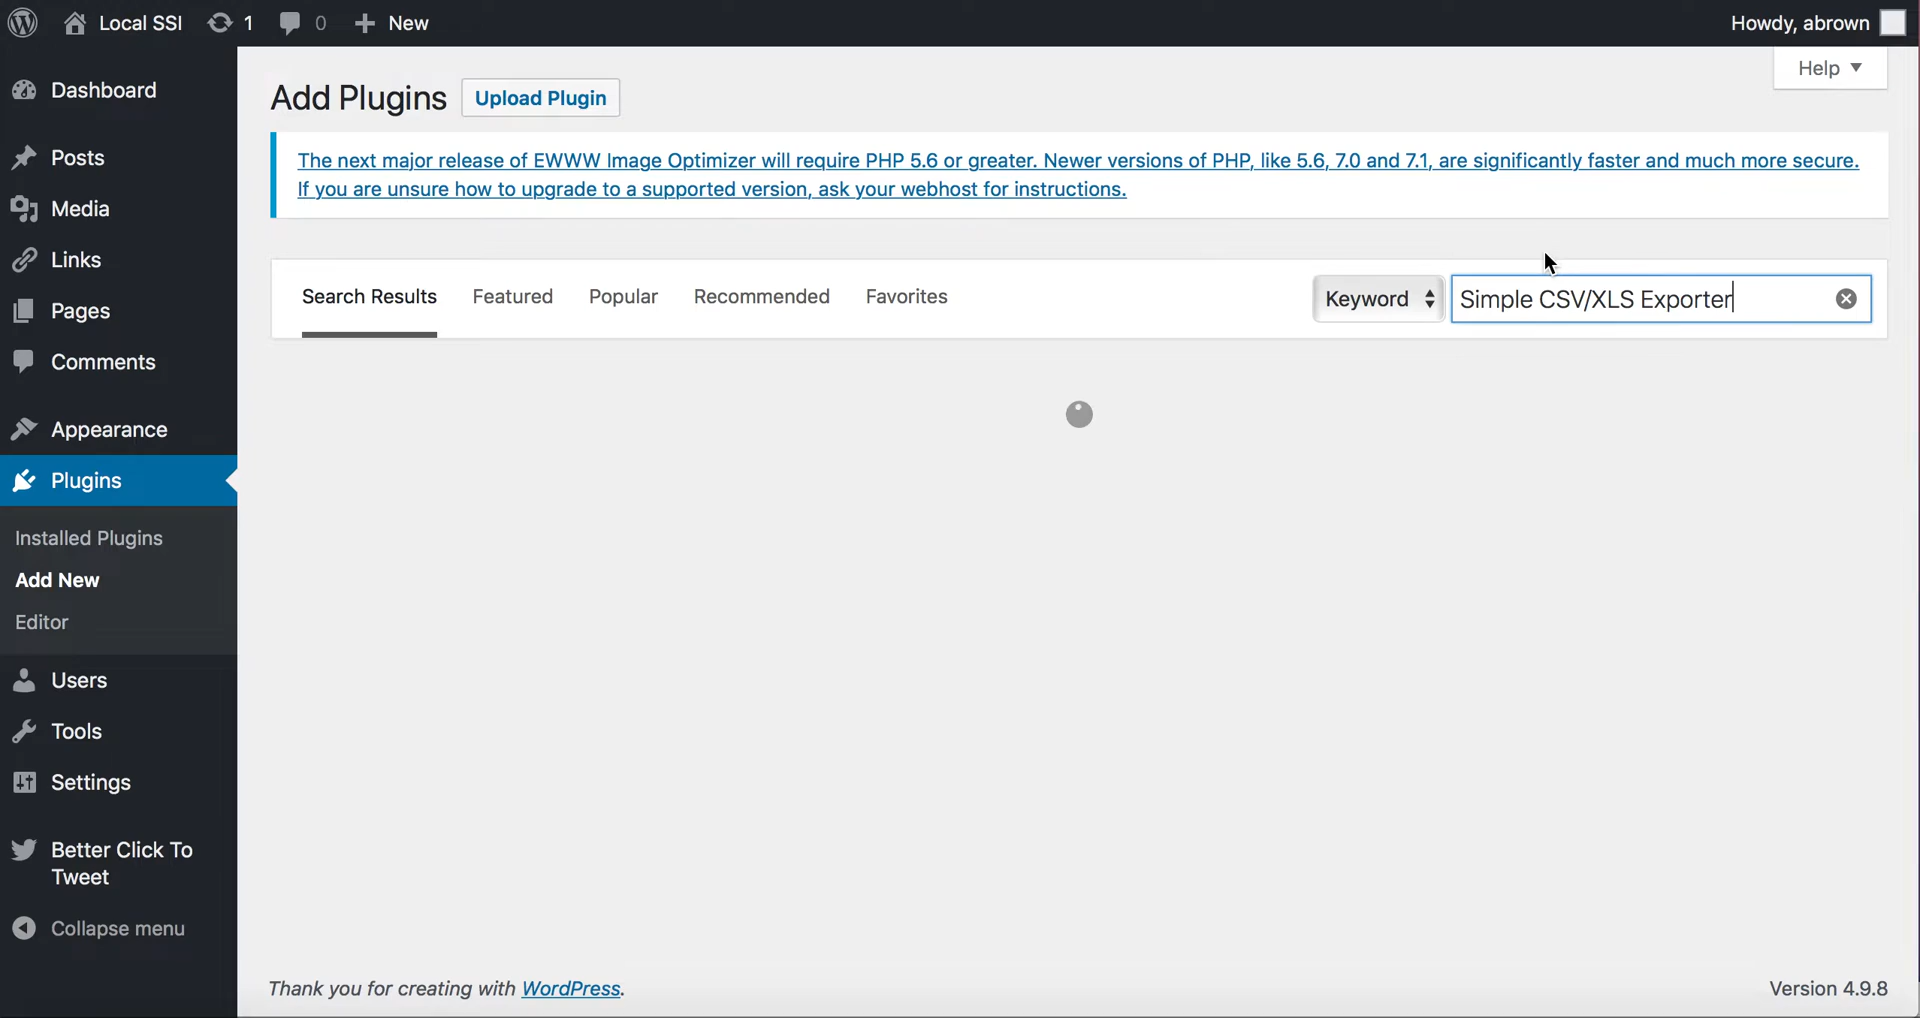 Local SSI 1 0 New Howdy, abrown
Help
Dashboard
Posts
Media
Links
Pages
Comments
Appearance
Plugins
Installed Plugins
Add New
Editor
Users
Tools
Settings
Better Click To
Tweet
Collapse menu
Add Plugins Upload Plugin
The next major release of EWWW Image Optimizer will require PHP 5.6 or greater. Newer versions of PHP, like 5.6, 7.0 and 7.1, are significantly faster and much more secure.
If you are unsure how to upgrade to a supported version, ask your webhost for instructions.
Search Results Featured Popular Recommended Favorites Keyword Simple CSV/XLS Exporter
Thank you for creating with WordPress. Version 4.9.8